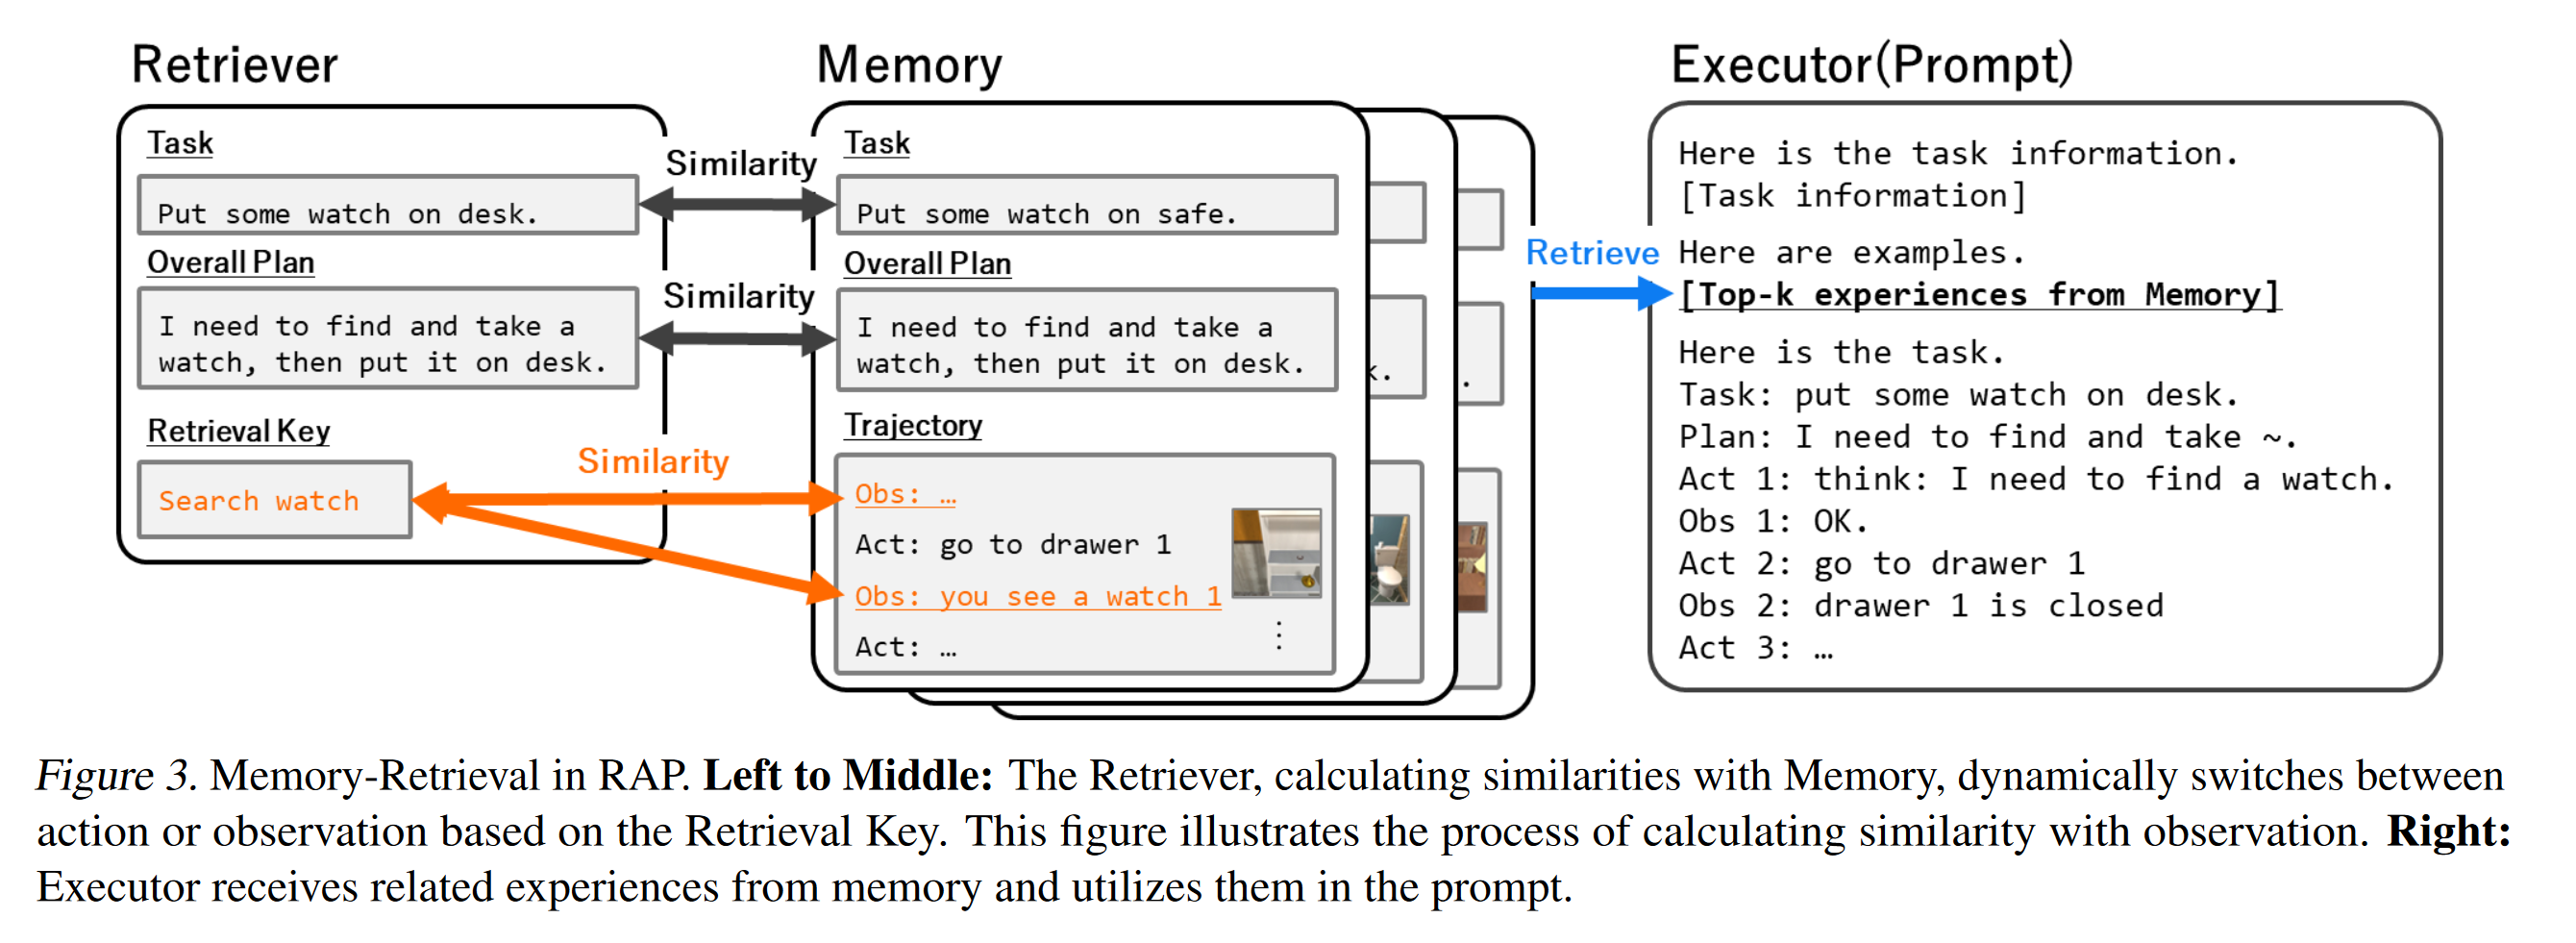 Retriever
Task
Put some watch on desk.
Overall Plan
I need to find and take a
watch, then put it on desk.
Retrieval Key
Search watch
Similarity
Similarity
Similarity
Memory
Task
Put some watch on safe.
Overall Plan
I need to find and take a
watch, then put it on desk.
Trajectory
Obs: …
Act: go to drawer 1
Obs: you see a watch 1
Act: …
⋮
k.
.
Retrieve
Executor(Prompt)
Here is the task information.
[Task information]
Here are examples.
[Top-k experiences from Memory]
Here is the task.
Task: put some watch on desk.
Plan: I need to find and take ~.
Act 1: think: I need to find a watch.
Obs 1: OK.
Act 2: go to drawer 1
Obs 2: drawer 1 is closed
Act 3: …
Figure 3. Memory-Retrieval in RAP. Left to Middle: The Retriever, calculating similarities with Memory, dynamically switches between
action or observation based on the Retrieval Key. This figure illustrates the process of calculating similarity with observation. Right:
Executor receives related experiences from memory and utilizes them in the prompt.